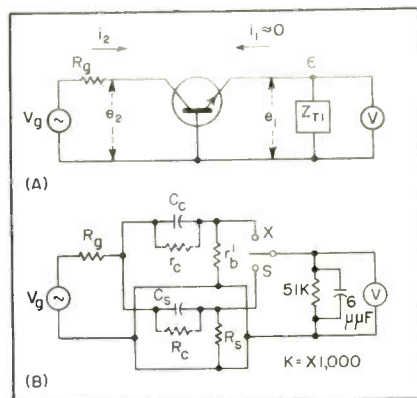 i₂
i₁≈0
Rg
ϵ
Vg
e₂
e₁
ZT1
V
(A)
Cc
X
Rg
rc
r'b
S
Vg
Cs
51K
6
μμF
V
Rc
Rs
K = X1,000
(B)